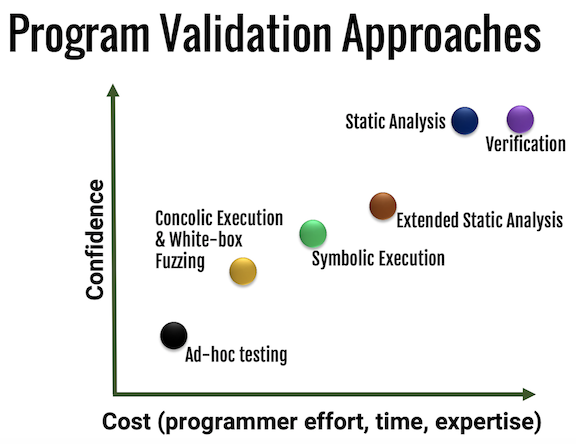 Program Validation Approaches
Static Analysis
Verification
Concolic Execution
& White-box
Fuzzing
Extended Static Analysis
Symbolic Execution
Ad-hoc testing
Confidence
Cost (programmer effort, time, expertise)